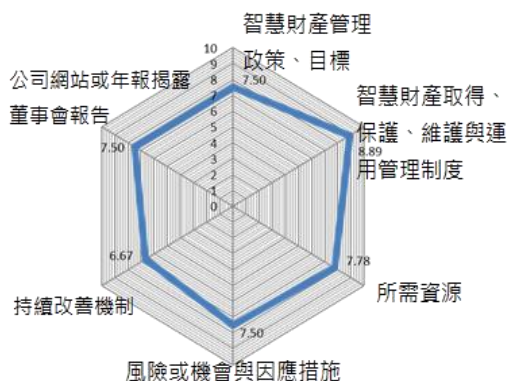 智慧財產管理
政策、目標
10
9
8
7
6
5
4
3
2
1
0
7.50
智慧財產取得、
保護、維護與運
用管理制度
8.89
7.78
所需資源
7.50
風險或機會與因應措施
6.67
持續改善機制
公司網站或年報揭露
董事會報告
7.50